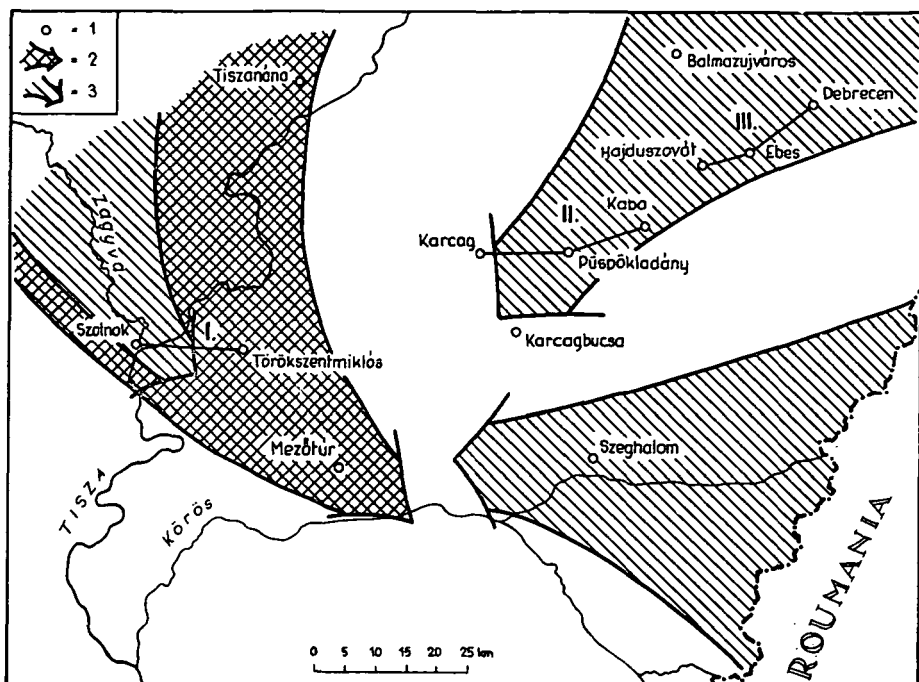 = 1
= 2
= 3
Tiszanána
Balmazujváros
Debrecen
III.
Hajduszovát
Ebes
Zagyva
Kaba
II.
Karcag
Püspökladány
Szolnok
I.
Törökszentmiklós
Karcagbucsa
Mezőtúr
Szeghalom
TISZA
Körös
ROUMANIA
0 5 10 15 20 25 km